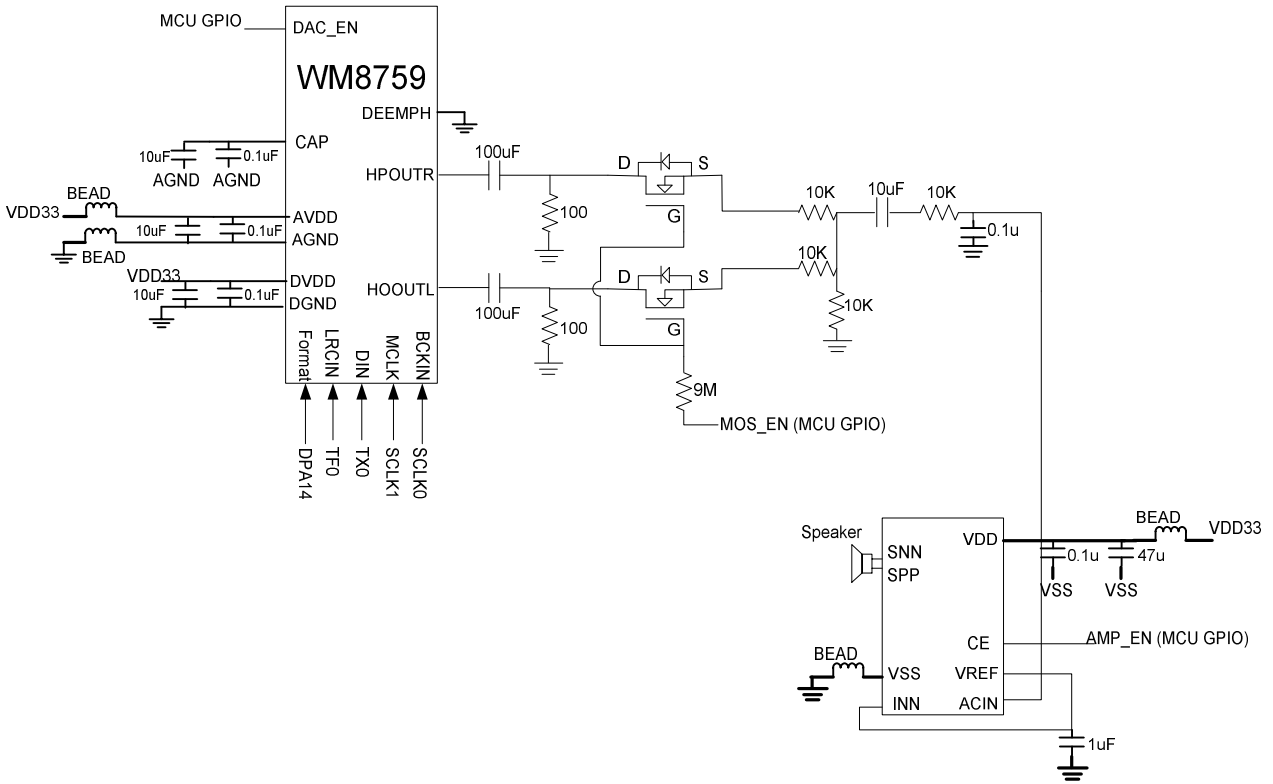 MCU GPIO
DAC_EN
WM8759
DEEMPH
CAP
10uF
0.1uF
AGND
AGND
100uF
HPOUTR
D
S
G
100
10K
10uF
10K
0.1u
BEAD
VDD33
AVDD
10uF
0.1uF
AGND
BEAD
10K
D
S
G
VDD33
DVDD
10uF
0.1uF
DGND
HOOUTL
100uF
100
10K
Format
LRCIN
DIN
MCLK
BCKIN
9M
MOS_EN (MCU GPIO)
DPA14
TF0
TX0
SCLK1
SCLK0
Speaker
SNN
SPP
VDD
BEAD
VDD33
0.1u
47u
VSS
VSS
CE
AMP_EN (MCU GPIO)
BEAD
VSS
VREF
INN
ACIN
1uF